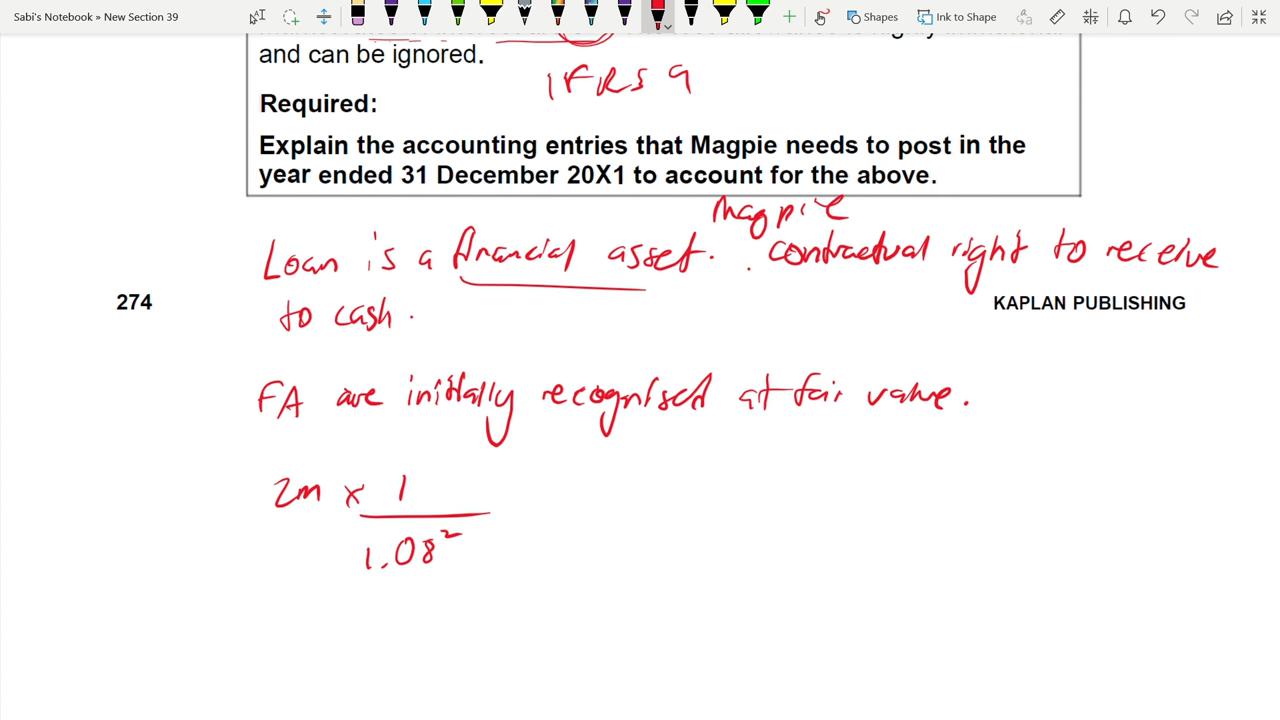 Sabi's Notebook » New Section 39
Shapes
Ink to Shape
and can be ignored.
IFRS 9
Required:
Explain the accounting entries that Magpie needs to post in the
year ended 31 December 20X1 to account for the above.
Magpie
Loan is a financial asset. . contractual right to receive
to cash.
274
KAPLAN PUBLISHING
FA are initially recognised at fair value.
2m x 1
1.08²